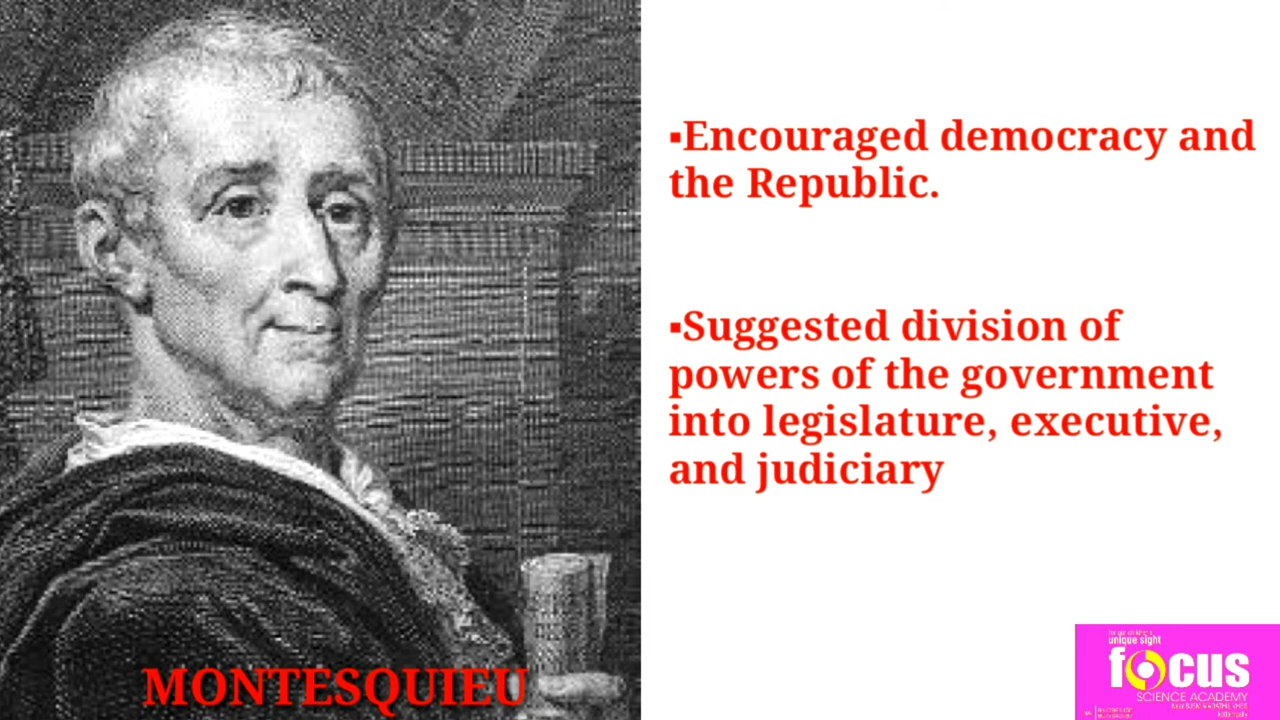 ▪Encouraged democracy and
the Republic.
▪Suggested division of
powers of the government
into legislature, executive,
and judiciary
MONTESQUIEU
unique sight
focus
SCIENCE ACADEMY